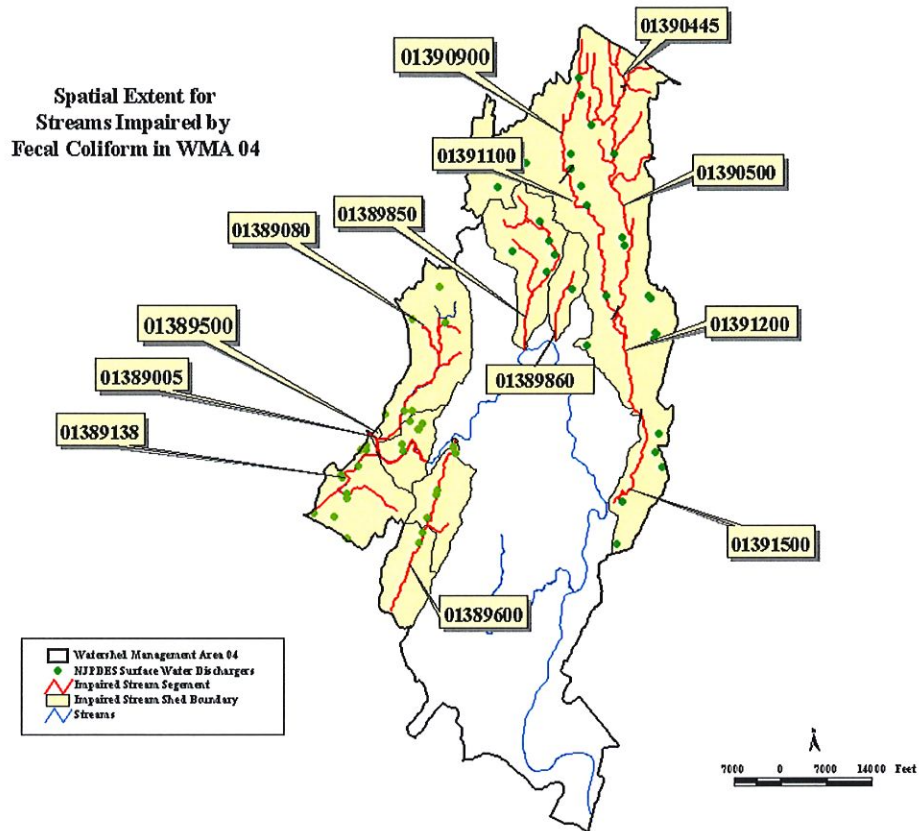 Spatial Extent for
Streams Impaired by
Fecal Coliform in WMA 04
01390445
01390900
01391100
01390500
01389850
01389080
01389500
01391200
01389005
01389860
01389138
01391500
01389600
Watershed Management Area 04
NJPDES Surface Water Dischargers
Impaired Stream Segement
Impaired Stream Shed Boundary
Streams
7000 0 7000 14000 Feet